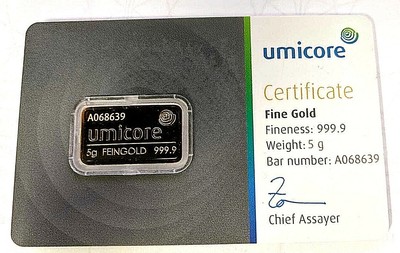 A068639
umicore
5g FEINGOLD 999.9
umicore
Certificate
Fine Gold
Fineness: 999.9
Weight: 5 g
Bar number: A068639
Chief Assayer